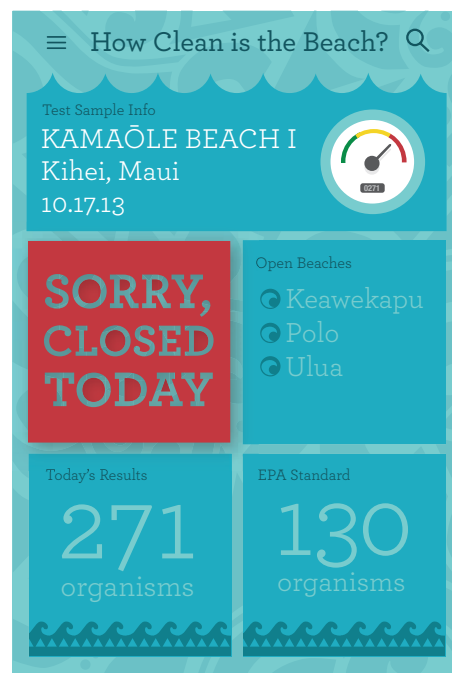 How Clean is the Beach?
Test Sample Info
KAMAŌLE BEACH I
Kihei, Maui
10.17.13
0271
SORRY,
CLOSED
TODAY
Open Beaches
Keawekapu
Polo
Ulua
Today's Results
271
organisms
EPA Standard
130
organisms